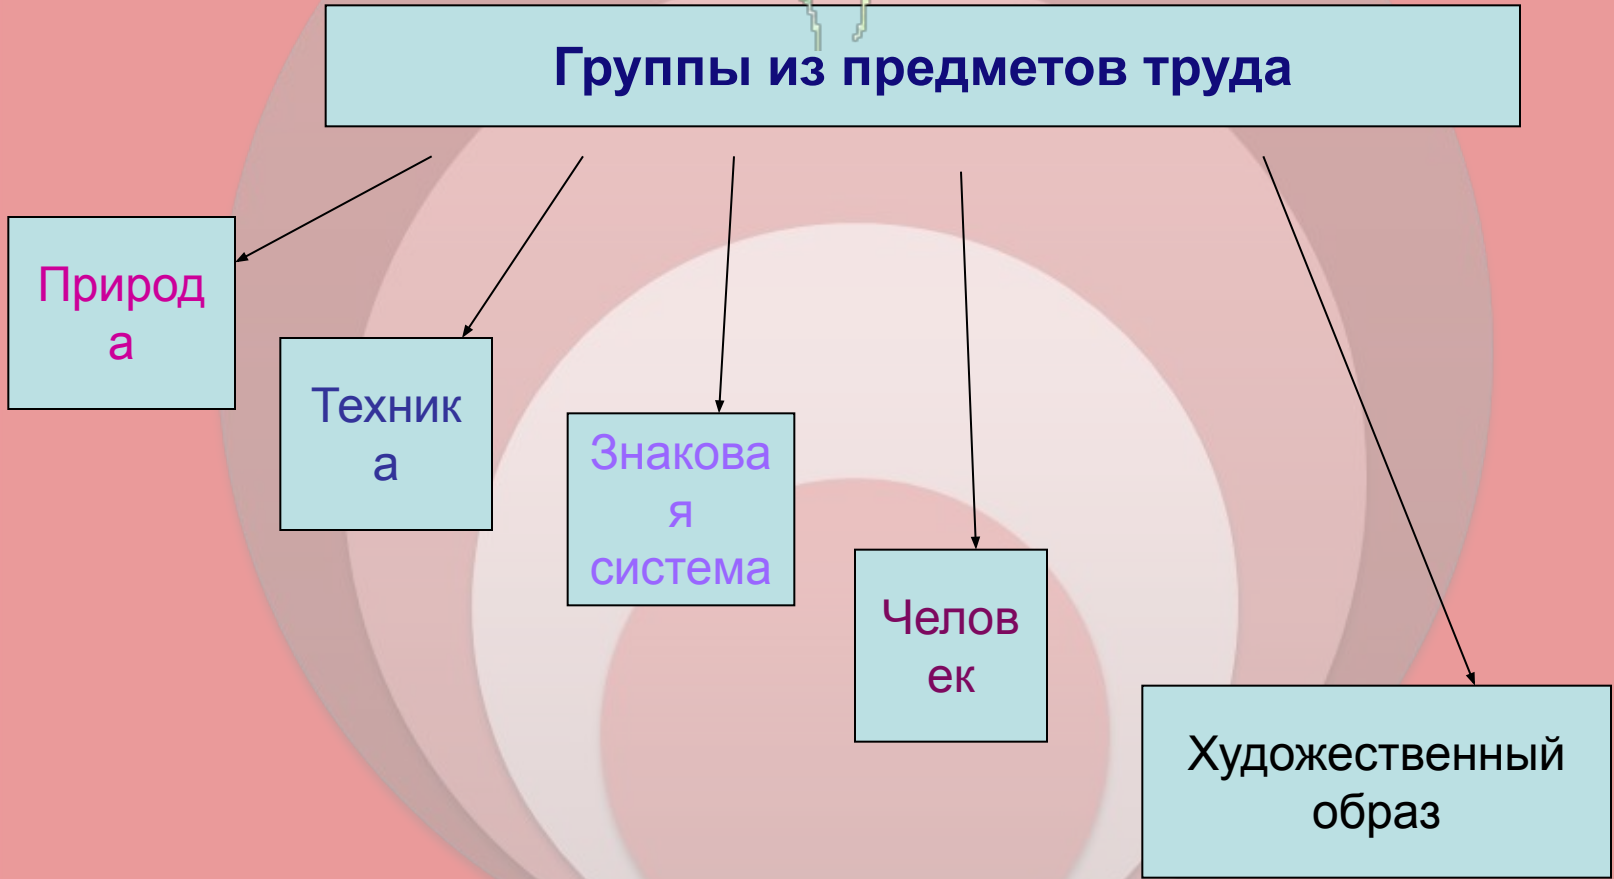 Группы из предметов труда
Природ
а
Техник
а
Знакова
я
система
Челов
ек
Художественный
образ